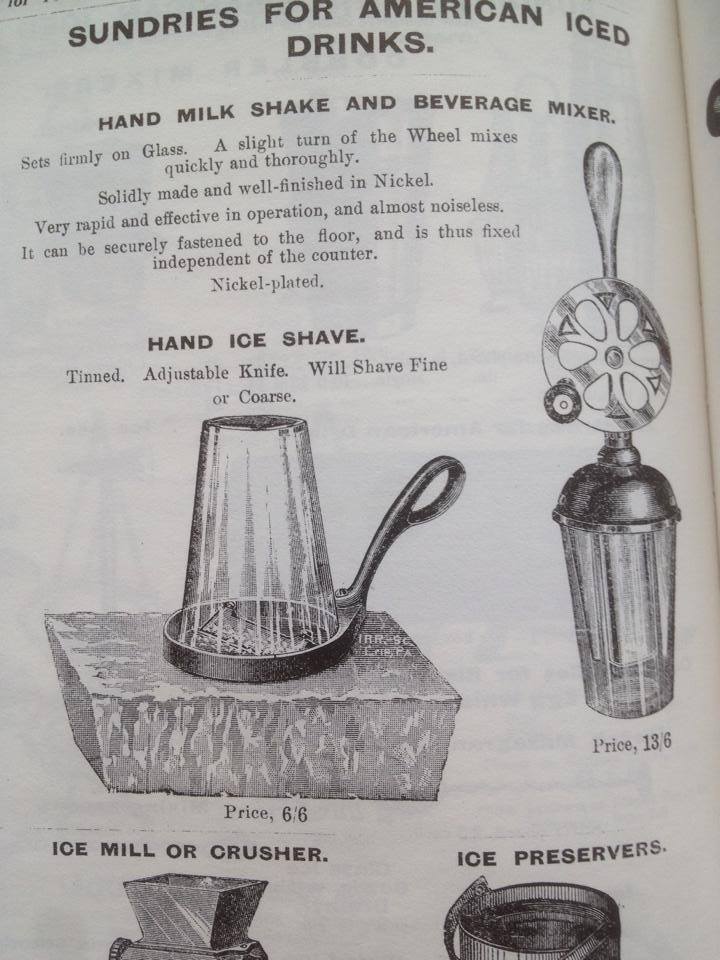 SUNDRIES FOR AMERICAN ICED
DRINKS.
HAND MILK SHAKE AND BEVERAGE MIXER.
Sets firmly on Glass. A slight turn of the Wheel mixes
quickly and thoroughly.
Solidly made and well-finished in Nickel.
Very rapid and effective in operation, and almost noiseless.
It can be securely fastened to the floor, and is thus fixed
independent of the counter.
Nickel-plated.
HAND ICE SHAVE.
Tinned. Adjustable Knife. Will Shave Fine
or Coarse.
Price, 13/6
Price, 6/6
ICE MILL OR CRUSHER.
ICE PRESERVERS.